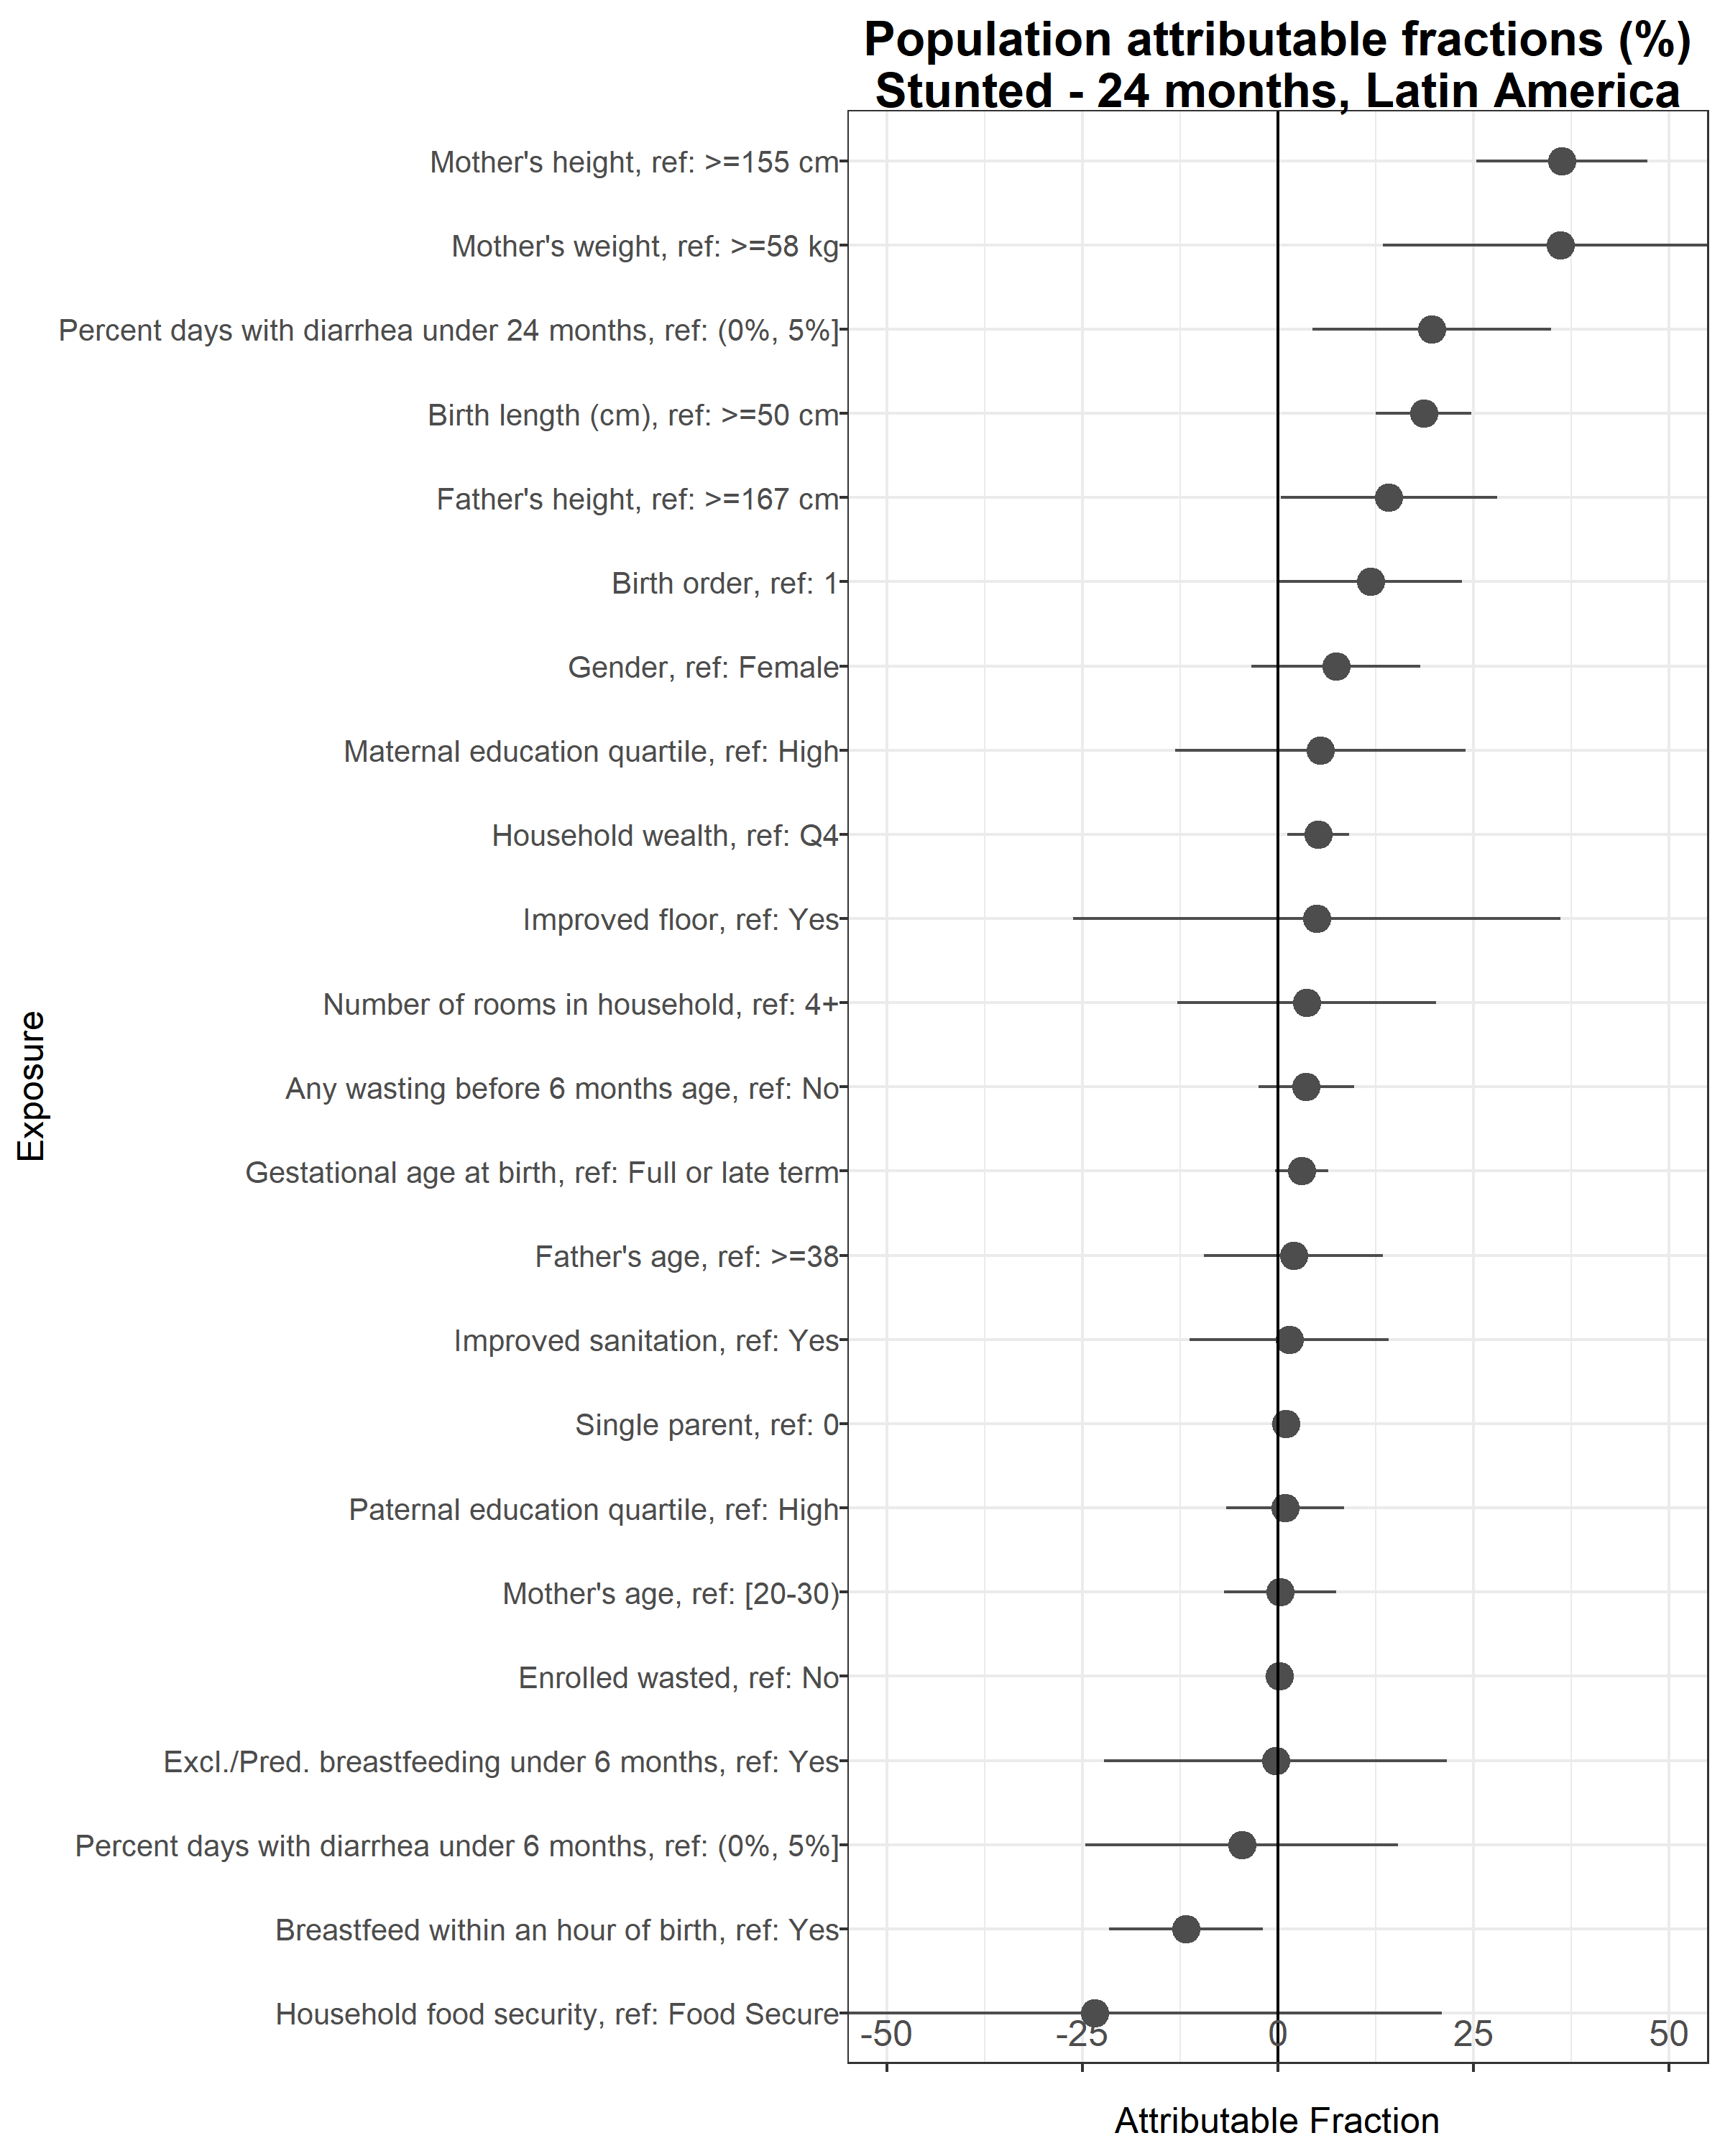 Population attributable fractions (%)
Stunted - 24 months, Latin America
Exposure
Mother's height, ref: >=155 cm
Mother's weight, ref: >=58 kg
Percent days with diarrhea under 24 months, ref: (0%, 5%]
Birth length (cm), ref: >=50 cm
Father's height, ref: >=167 cm
Birth order, ref: 1
Gender, ref: Female
Maternal education quartile, ref: High
Household wealth, ref: Q4
Improved floor, ref: Yes
Number of rooms in household, ref: 4+
Any wasting before 6 months age, ref: No
Gestational age at birth, ref: Full or late term
Father's age, ref: >=38
Improved sanitation, ref: Yes
Single parent, ref: 0
Paternal education quartile, ref: High
Mother's age, ref: [20-30)
Enrolled wasted, ref: No
Excl./Pred. breastfeeding under 6 months, ref: Yes
Percent days with diarrhea under 6 months, ref: (0%, 5%]
Breastfeed within an hour of birth, ref: Yes
Household food security, ref: Food Secure
-50 -25 0 25 50
Attributable Fraction